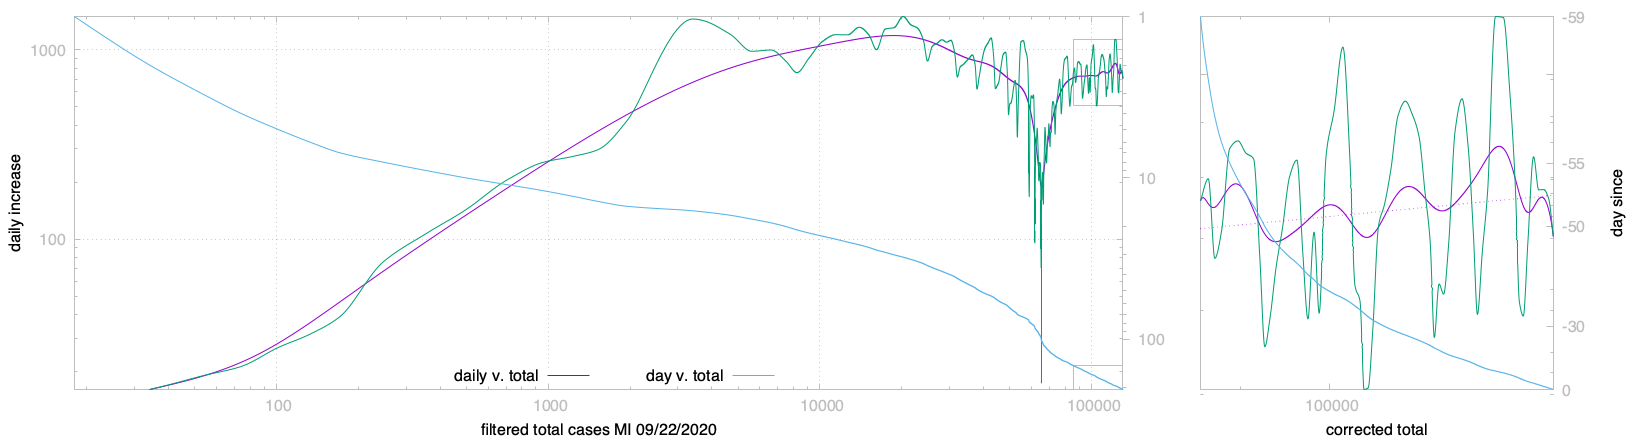 1000
100
daily increase
1
10
100
daily v. total
day v. total
100
1000
10000
100000
filtered total cases MI 09/22/2020
-59
-55
-50
-30
0
day since
100000
corrected total